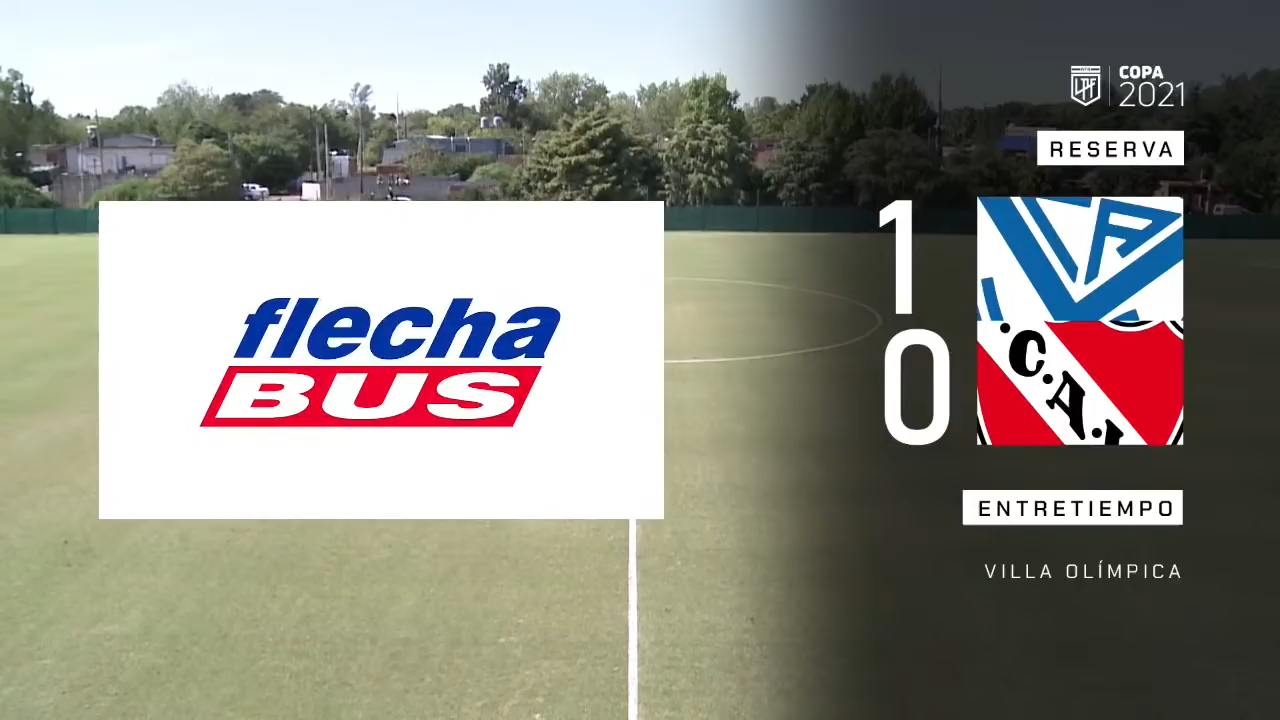 COPA
2021
RESERVA
1
0
C.A.I
ENTRETIEMPO
VILLA OLÍMPICA
flecha
BUS